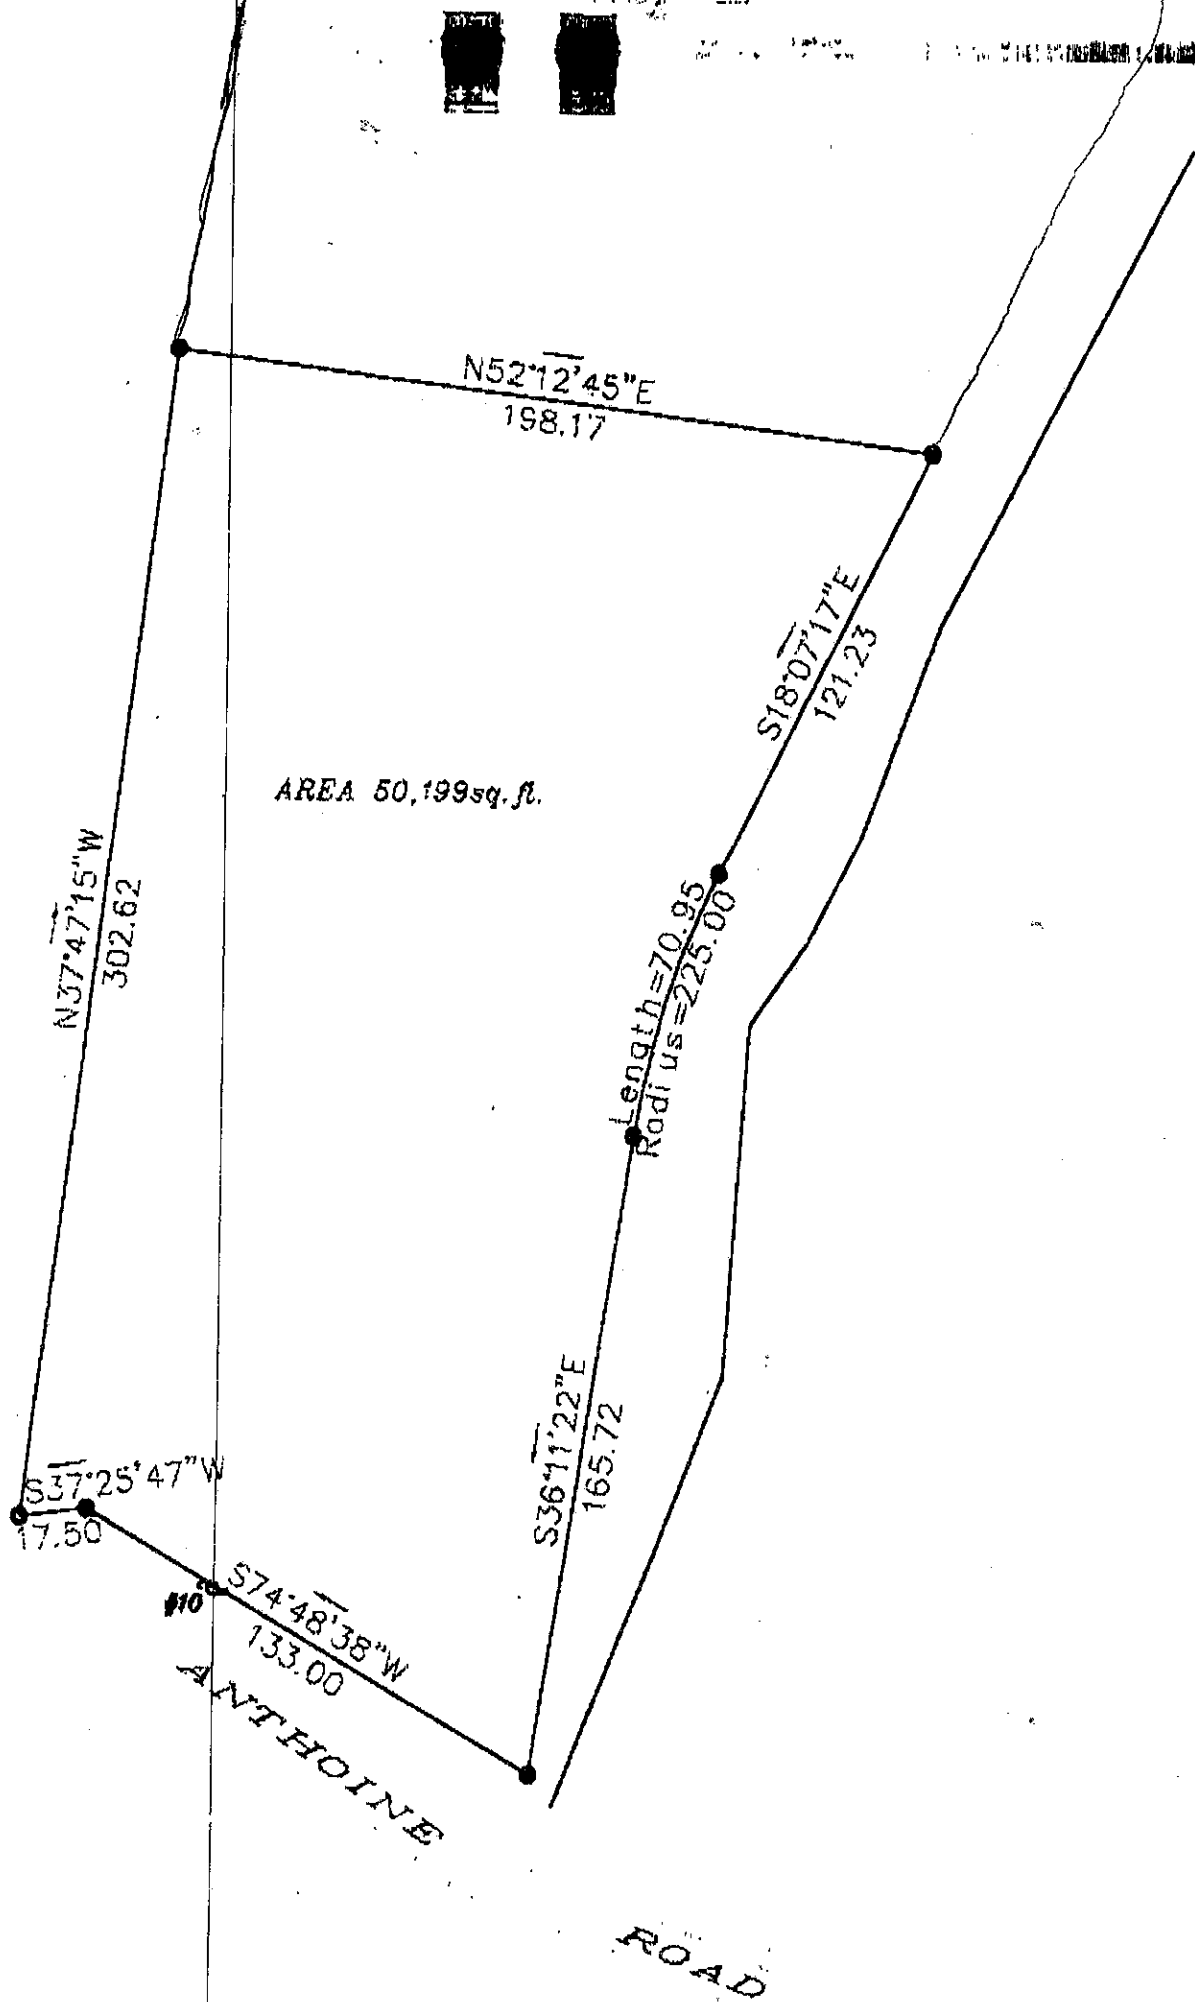 N52°12'45"E
198.17
S18°07'17"E
121.23
AREA 50,199sq.ft.
N37°47'15"W
302.62
Length=70.95
Radius=225.00
S36°11'22"E
165.72
S37°25'47"W
17.50
#10
S74°48'38"W
133.00
ANTHOINE
ROAD